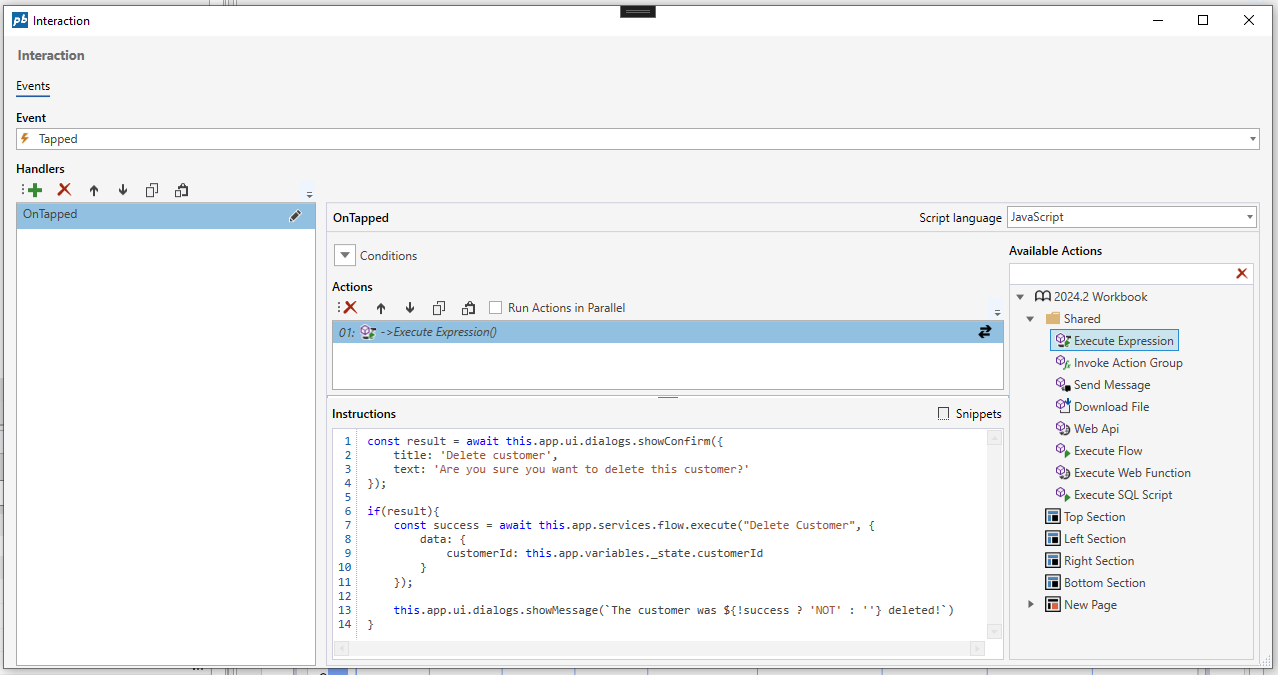 pb Interaction
Interaction
Events
Event
Tapped
Handlers
OnTapped
OnTapped
Script language JavaScript
Conditions
Actions
Run Actions in Parallel
01: ->Execute Expression()
Instructions
Snippets
1 const result = await this.app.ui.dialogs.showConfirm({
2     title: 'Delete customer',
3     text: 'Are you sure you want to delete this customer?'
4 });
5
6 if(result){
7     const success = await this.app.services.flow.execute("Delete Customer", {
8         data: {
9             customerId: this.app.variables._state.customerId
10         }
11     });
12
13     this.app.ui.dialogs.showMessage(`The customer was ${!success ? 'NOT' : ''} deleted!`)
14 }
Available Actions
2024.2 Workbook
Shared
Execute Expression
Invoke Action Group
Send Message
Download File
Web Api
Execute Flow
Execute Web Function
Execute SQL Script
Top Section
Left Section
Right Section
Bottom Section
New Page